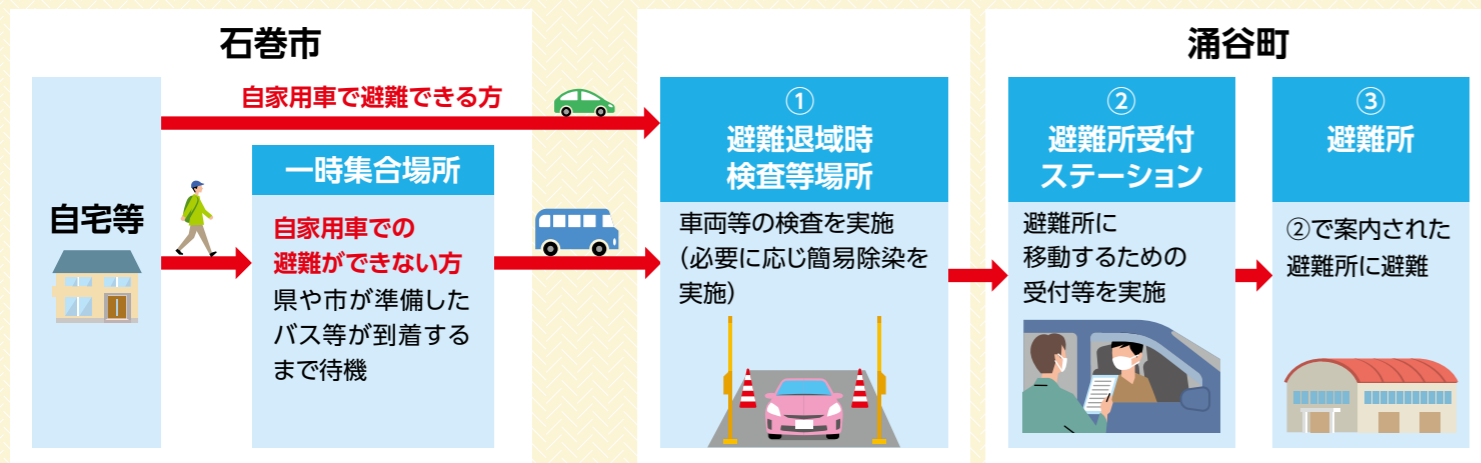 石巻市
自宅等
自家用車で避難できる方
一時集合場所
自家用車での
避難ができない方
県や市が準備した
バス等が到着する
まで待機
①
避難退域時
検査等場所
車両等の検査を実施
（必要に応じ簡易除染を
実施）
涌谷町
②
避難所受付
ステーション
避難所に
移動するための
受付等を実施
③
避難所
②で案内された
避難所に避難